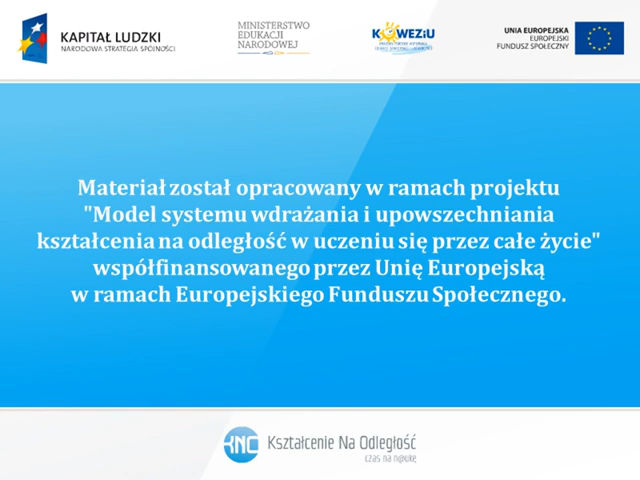 KAPITAŁ LUDZKI
NARODOWA STRATEGIA SPÓJNOŚCI
MINISTERSTWO
EDUKACJI
NARODOWEJ
KOWEZiU
UNIA EUROPEJSKA
EUROPEJSKI
FUNDUSZ SPOŁECZNY
Materiał został opracowany w ramach projektu
"Model systemu wdrażania i upowszechniania
kształcenia na odległość w uczeniu się przez całe życie"
współfinansowanego przez Unię Europejską
w ramach Europejskiego Funduszu Społecznego.
KNO Kształcenie Na Odległość
czas na naukę